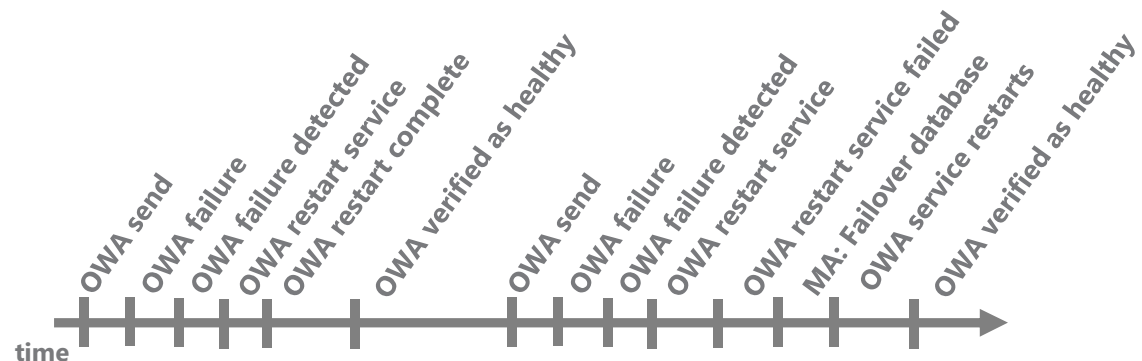 OWA send
OWA failure
OWA failure detected
OWA restart service
OWA restart complete
OWA verified as healthy
OWA send
OWA failure
OWA failure detected
OWA restart service
OWA restart service failed
MA: Failover database
OWA service restarts
OWA verified as healthy
time